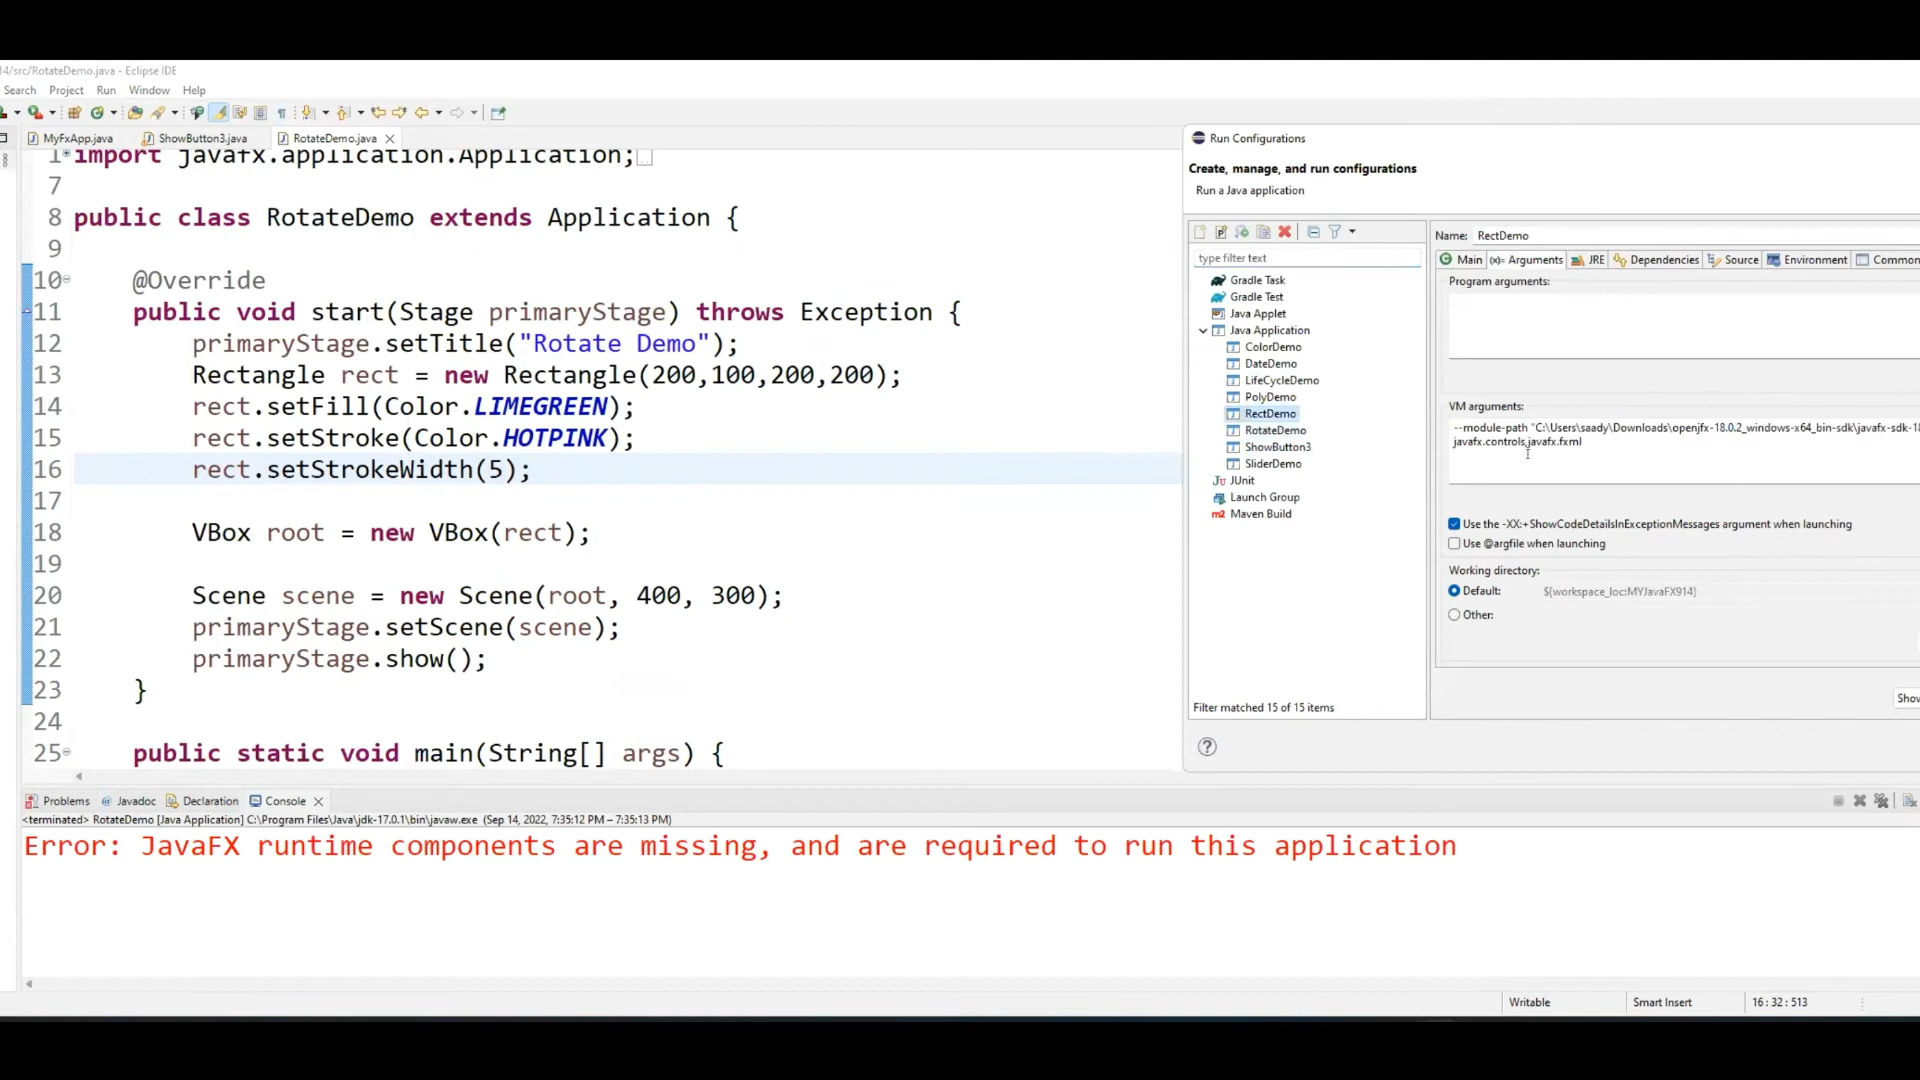 14/src/RotateDemo.java - Eclipse IDE
Search Project Run Window Help
MyFxApp.java ShowButton3.java RotateDemo.java
1 import javafx.application.Application;
7
8 public class RotateDemo extends Application {
9
10 @Override
11 public void start(Stage primaryStage) throws Exception {
12 primaryStage.setTitle("Rotate Demo");
13 Rectangle rect = new Rectangle(200,100,200,200);
14 rect.setFill(Color.LIMEGREEN);
15 rect.setStroke(Color.HOTPINK);
16 rect.setStrokeWidth(5);
17
18 VBox root = new VBox(rect);
19
20 Scene scene = new Scene(root, 400, 300);
21 primaryStage.setScene(scene);
22 primaryStage.show();
23 }
24
25 public static void main(String[] args) {
Problems @ Javadoc Declaration Console
<terminated> RotateDemo [Java Application] C:\Program Files\Java\jdk-17.0.1\bin\javaw.exe (Sep 14, 2022, 7:35:12 PM – 7:35:13 PM)
Error: JavaFX runtime components are missing, and are required to run this application
Writable Smart Insert 16 : 32 : 513
Run Configurations
Create, manage, and run configurations
Run a Java application
type filter text
Gradle Task
Gradle Test
Java Applet
Java Application
ColorDemo
DateDemo
LifeCycleDemo
PolyDemo
RectDemo
RotateDemo
ShowButton3
SliderDemo
JUnit
Launch Group
m2 Maven Build
Filter matched 15 of 15 items
Name: RectDemo
Main (x)= Arguments JRE Dependencies Source Environment Common
Program arguments:
VM arguments:
--module-path "C:\Users\saady\Downloads\openjfx-18.0.2_windows-x64_bin-sdk\javafx-sdk-18
javafx.controls,javafx.fxml
Use the -XX:+ShowCodeDetailsInExceptionMessages argument when launching
Use @argfile when launching
Working directory:
Default: ${workspace_loc:MYJavaFX914}
Other:
Show